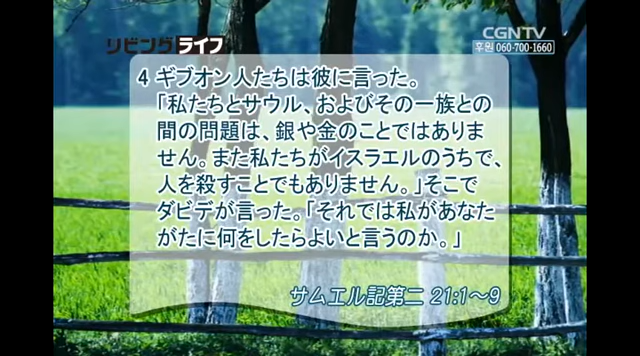 リビングライフ
CGNTV
후원 060-700-1660
4 ギブオン人たちは彼に言った。
「私たちとサウル、およびその一族との
間の問題は、銀や金のことではありま
せん。また私たちがイスラエルのうちで、
人を殺すことでもありません。」そこで
ダビデが言った。「それでは私があなた
がたに何をしたらよいと言うのか。」
サムエル記第二 21:1～9